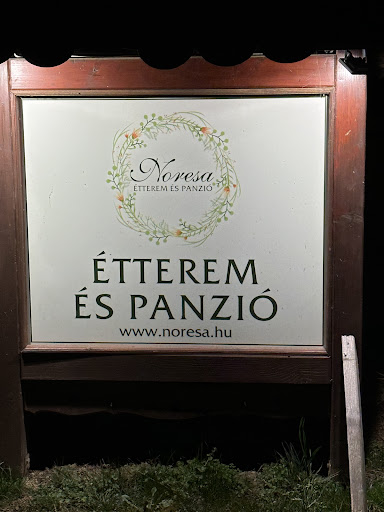 Noresa
ÉTTEREM ÉS PANZIÓ
ÉTTEREM
ÉS PANZIÓ
www.noresa.hu